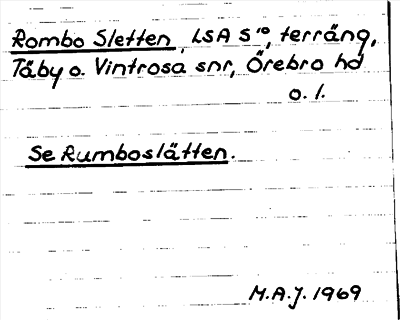 Rombo Sletten, LSA S¹⁰, terräng,
Täby o. Vintrosa snr, Örebro hd
o. l.
Se Rumboslätten.
M.A.J. 1969